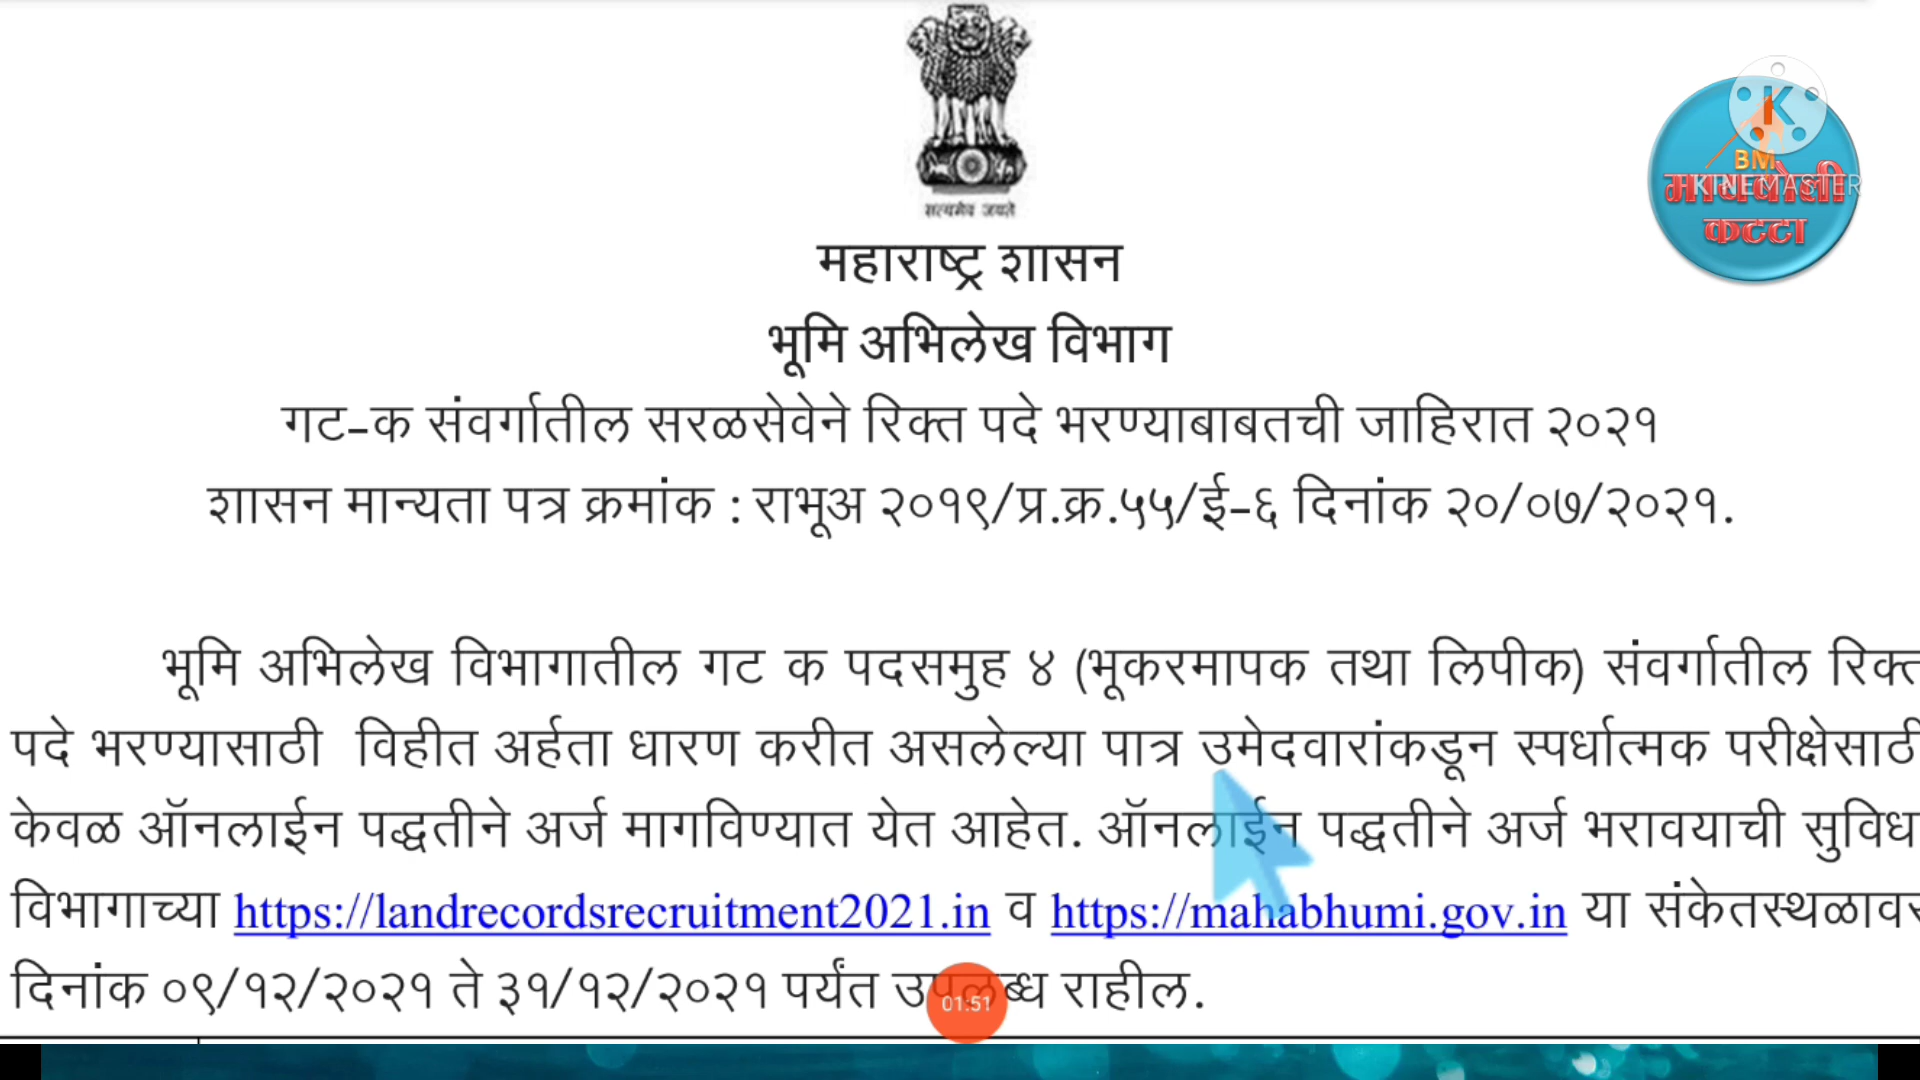 सत्यमेव जयते
BM
KINEMASTER
कट्टा
महाराष्ट्र शासन
भूमि अभिलेख विभाग
गट-क संवर्गातील सरळसेवेने रिक्त पदे भरण्याबाबतची जाहिरात २०२१
शासन मान्यता पत्र क्रमांक : राभूअ २०१९/प्र.क्र.५५/ई-६ दिनांक २०/०७/२०२१.
भूमि अभिलेख विभागातील गट क पदसमुह ४ (भूकरमापक तथा लिपीक) संवर्गातील रिक्त
पदे भरण्यासाठी विहीत अर्हता धारण करीत असलेल्या पात्र उमेदवारांकडून स्पर्धात्मक परीक्षेसाठी
केवळ ऑनलाईन पद्धतीने अर्ज मागविण्यात येत आहेत. ऑनलाईन पद्धतीने अर्ज भरावयाची सुविध
विभागाच्या https://landrecordsrecruitment2021.in व https://mahabhumi.gov.in या संकेतस्थळावर
दिनांक ०९/१२/२०२१ ते ३१/१२/२०२१ पर्यंत उपलब्ध राहील.
01:51